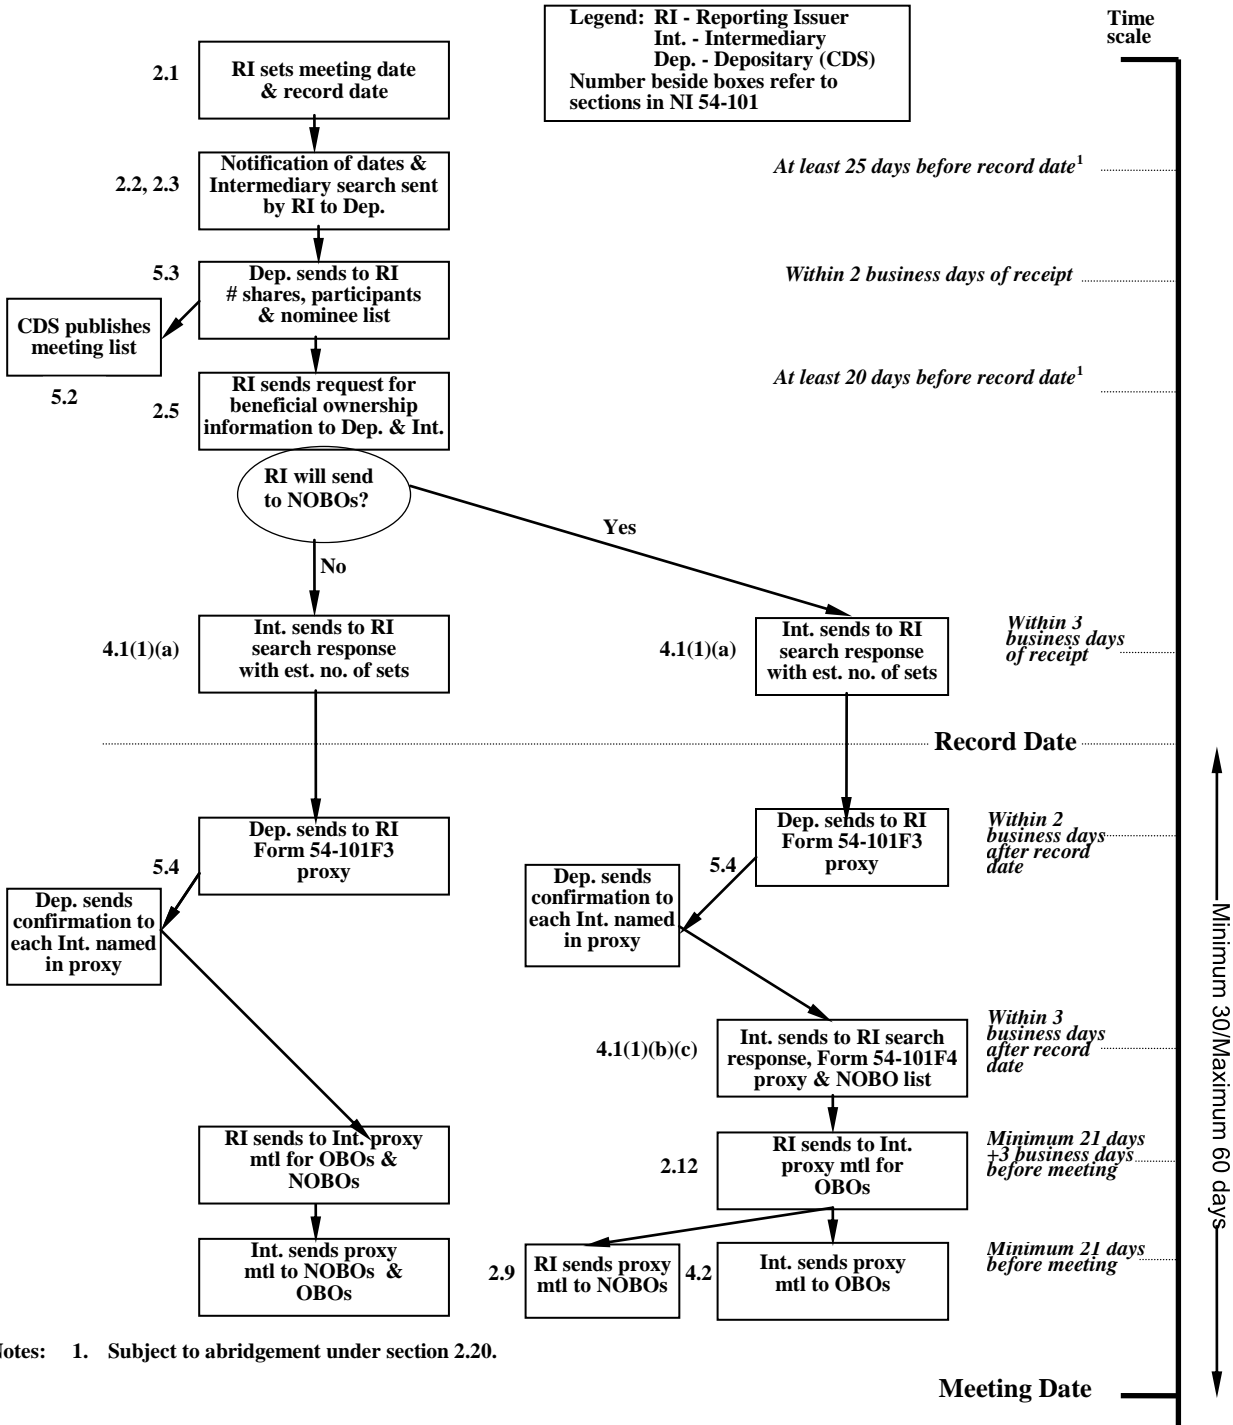 Legend: RI - Reporting Issuer
Int. - Intermediary
Dep. - Depositary (CDS)
Number beside boxes refer to
sections in NI 54-101
Time
scale
2.1
RI sets meeting date
& record date
2.2, 2.3
Notification of dates &
Intermediary search sent
by RI to Dep.
At least 25 days before record date1
5.3
Dep. sends to RI
# shares, participants
& nominee list
Within 2 business days of receipt
CDS publishes
meeting list
5.2
2.5
RI sends request for
beneficial ownership
information to Dep. & Int.
At least 20 days before record date1
RI will send
to NOBOs?
Yes
No
4.1(1)(a)
Int. sends to RI
search response
with est. no. of sets
4.1(1)(a)
Int. sends to RI
search response
with est. no. of sets
Within 3
business days
of receipt
Record Date
Dep. sends to RI
Form 54-101F3
proxy
5.4
Dep. sends
confirmation to
each Int. named
in proxy
Dep. sends to RI
Form 54-101F3
proxy
5.4
Dep. sends
confirmation to
each Int. named
in proxy
Within 2
business days
after record
date
4.1(1)(b)(c)
Int. sends to RI search
response, Form 54-101F4
proxy & NOBO list
Within 3
business days
after record
date
RI sends to Int. proxy
mtl for OBOs &
NOBOs
2.12
RI sends to Int.
proxy mtl for
OBOs
Minimum 21 days
+3 business days
before meeting
Int. sends proxy
mtl to NOBOs &
OBOs
2.9
RI sends proxy
mtl to NOBOs
4.2
Int. sends proxy
mtl to OBOs
Minimum 21 days
before meeting
Minimum 30/Maximum 60 days
otes: 1. Subject to abridgement under section 2.20.
Meeting Date